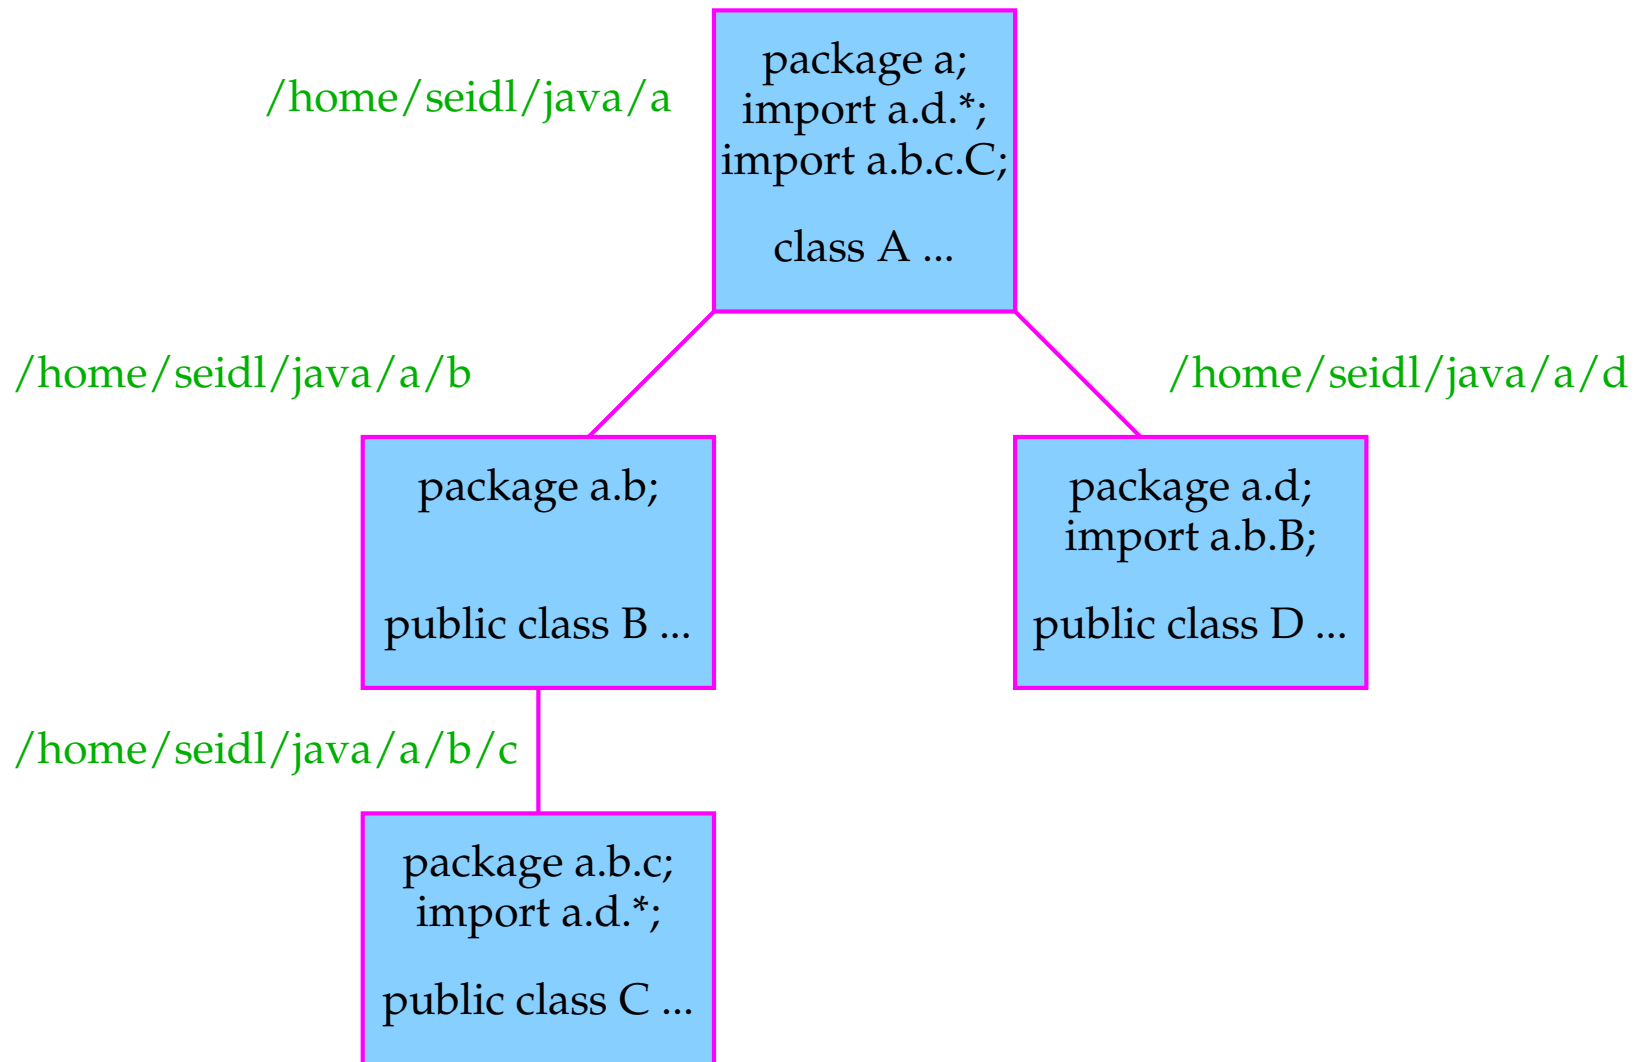 /home/seidl/java/a
package a;
import a.d.*;
import a.b.c.C;
class A ...
/home/seidl/java/a/b
/home/seidl/java/a/d
package a.b;
public class B ...
package a.d;
import a.b.B;
public class D ...
/home/seidl/java/a/b/c
package a.b.c;
import a.d.*;
public class C ...